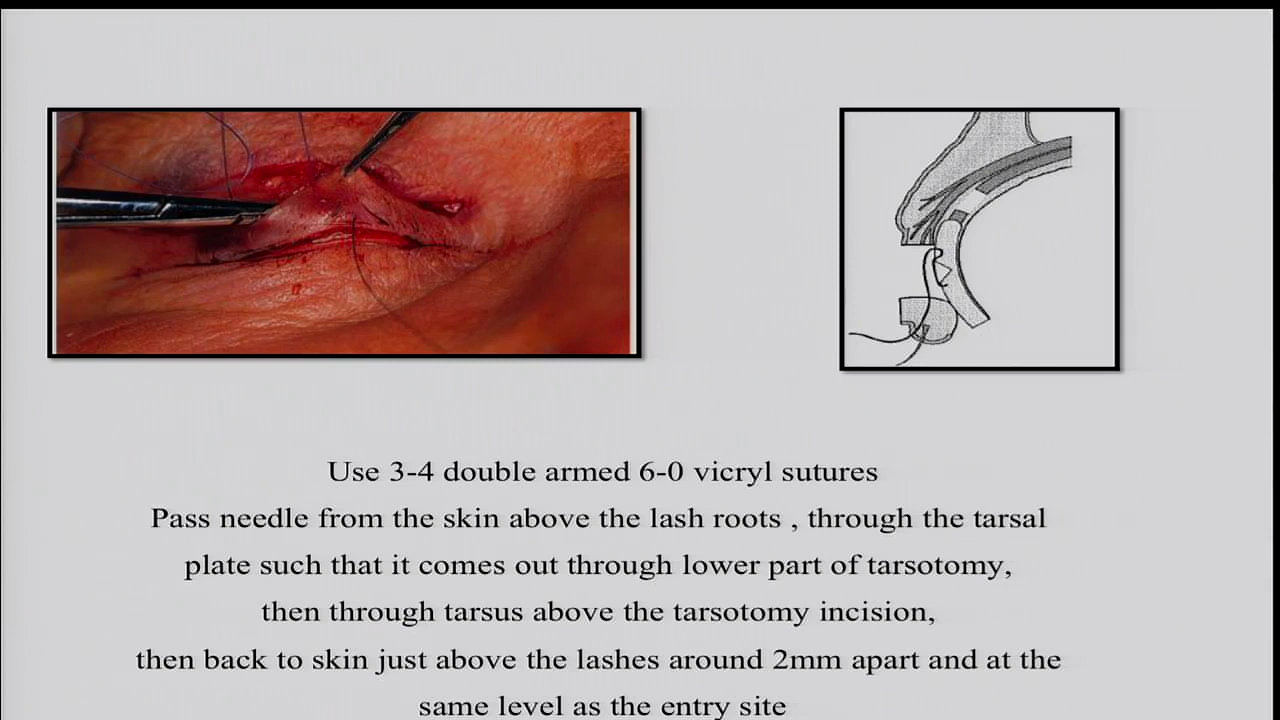 Use 3-4 double armed 6-0 vicryl sutures
Pass needle from the skin above the lash roots , through the tarsal
plate such that it comes out through lower part of tarsotomy,
then through tarsus above the tarsotomy incision,
then back to skin just above the lashes around 2mm apart and at the
same level as the entry site